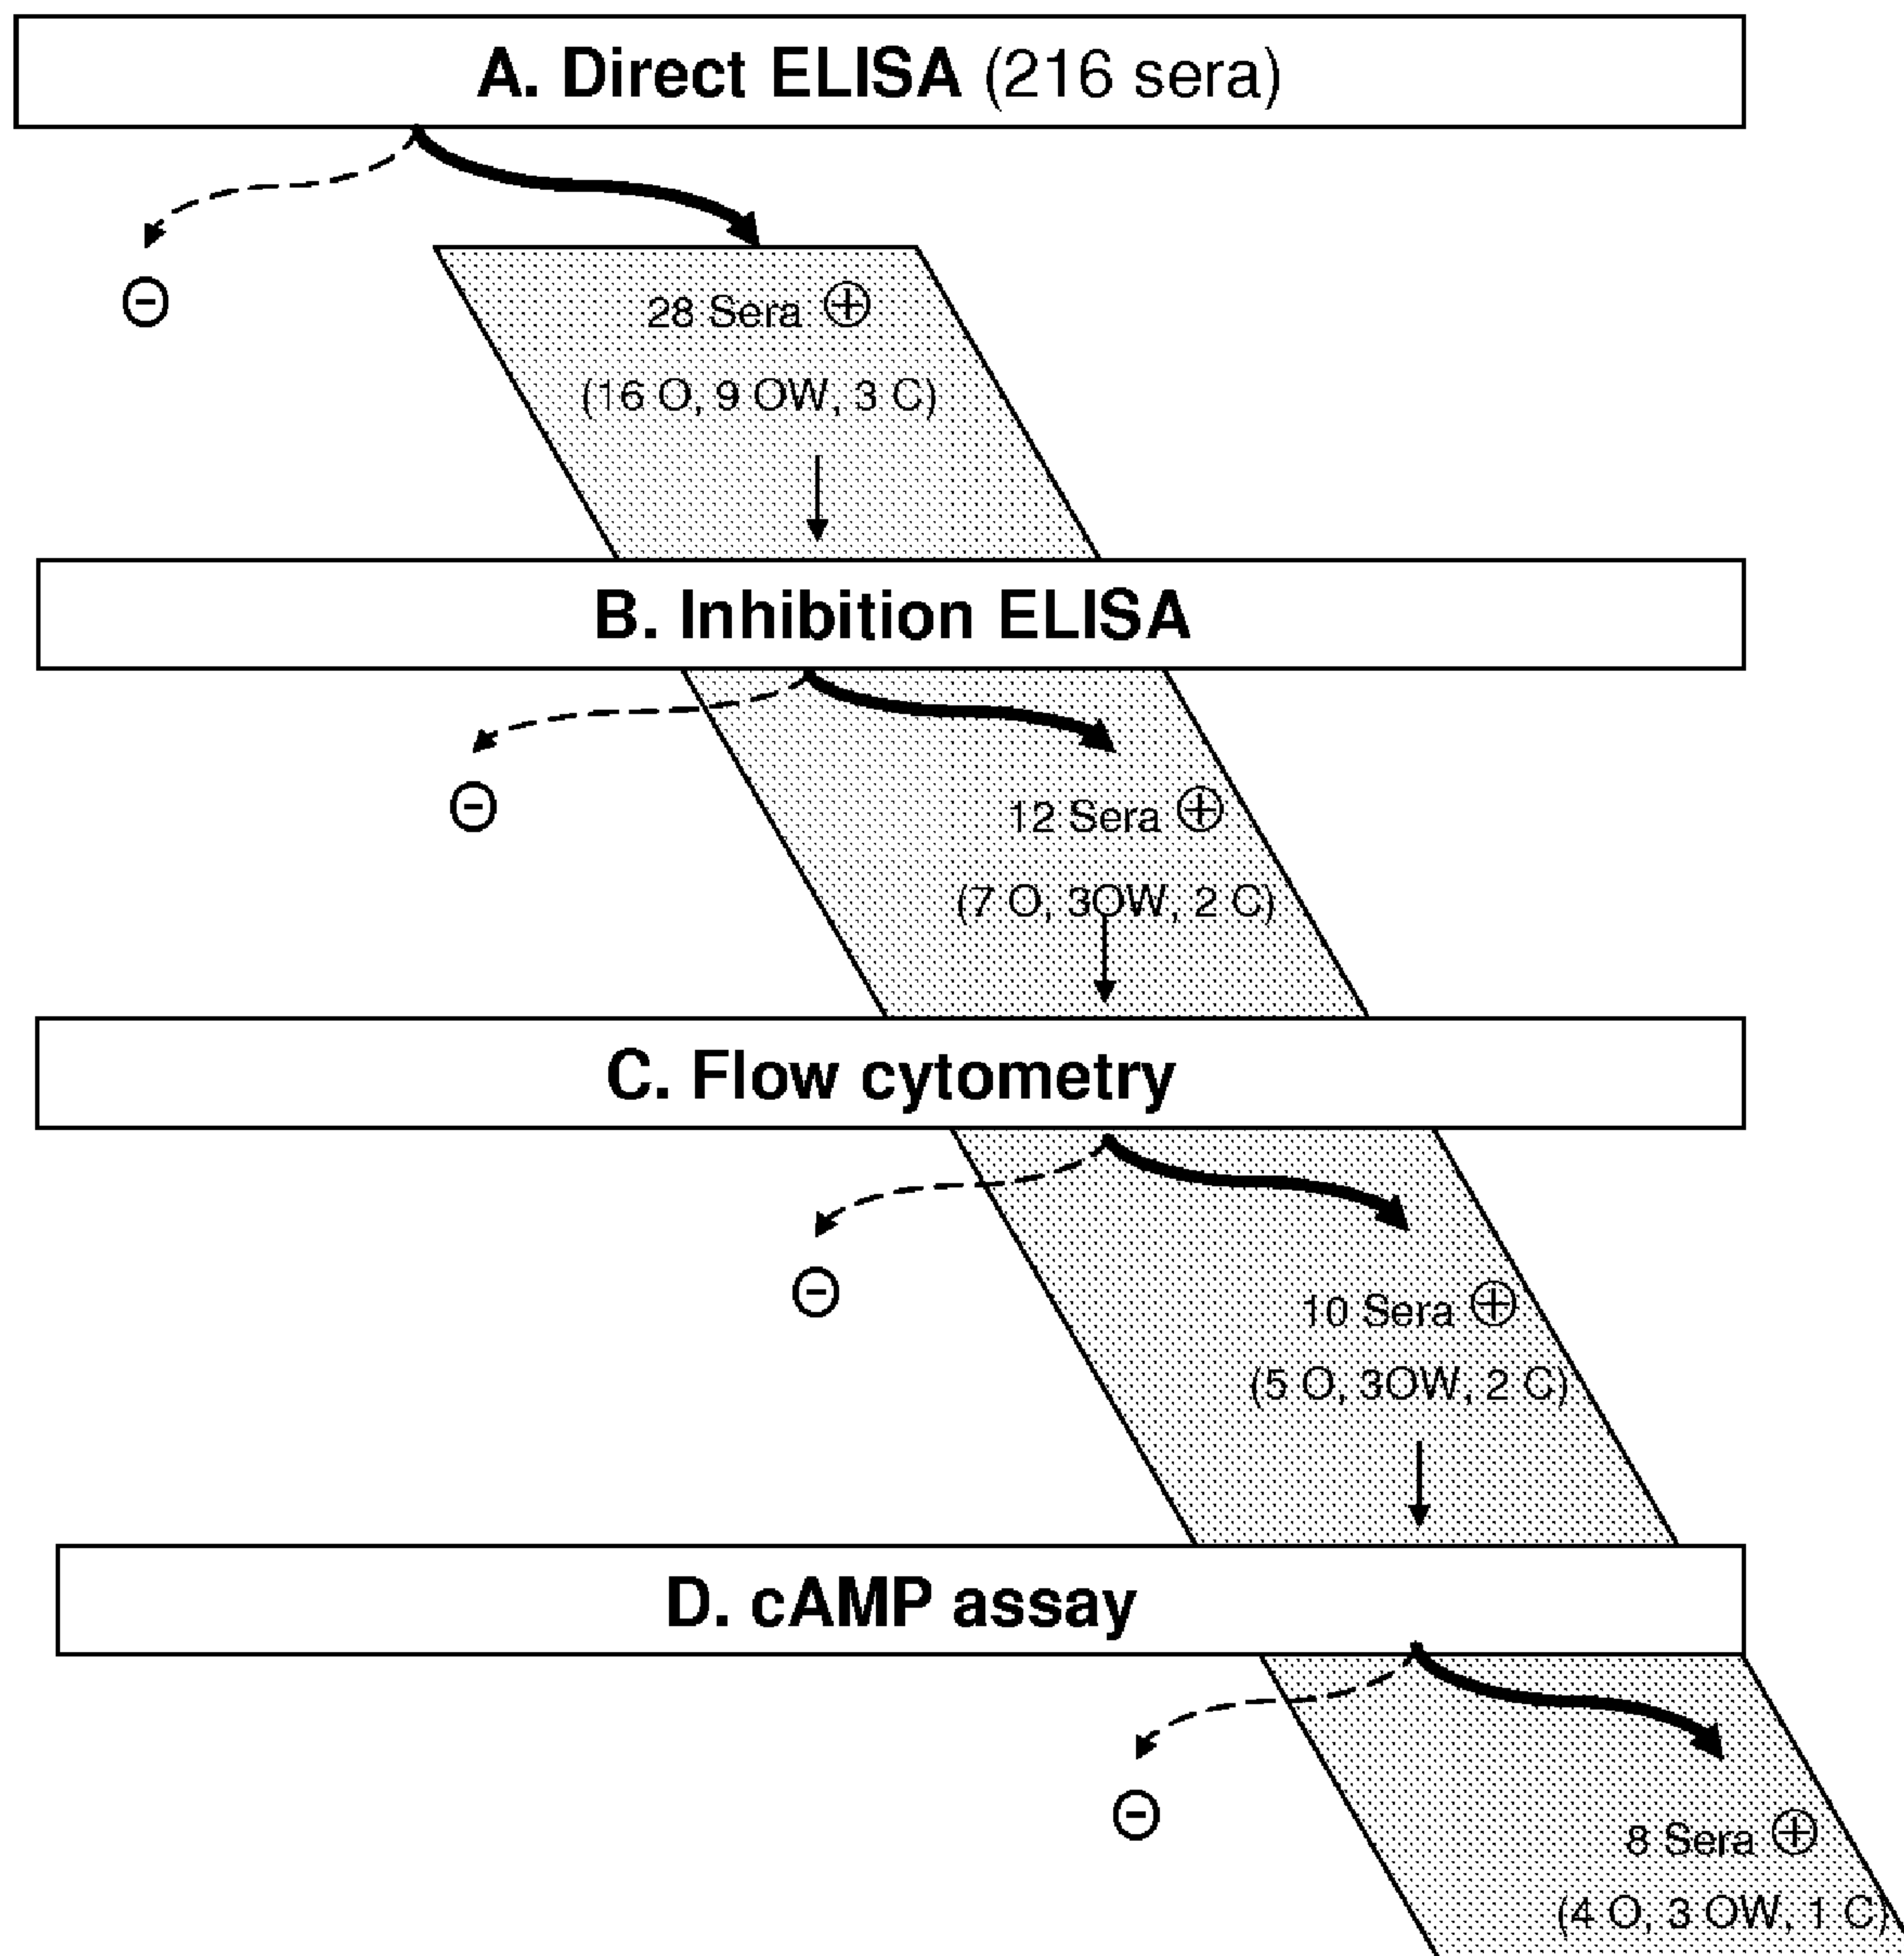 A. Direct ELISA (216 sera)
⊖
28 Sera ⊕
(16 O, 9 OW, 3 C)
B. Inhibition ELISA
⊖
12 Sera ⊕
(7 O, 3OW, 2 C)
C. Flow cytometry
⊖
10 Sera ⊕
(5 O, 3OW, 2 C)
D. cAMP assay
⊖
8 Sera ⊕
(4 O, 3 OW, 1 C)